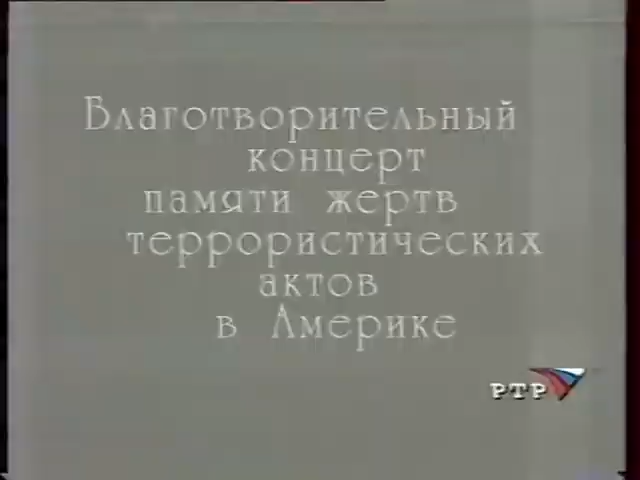 Благотворительный
концерт
памяти жертв
террористических
актов
в Америке
РТР